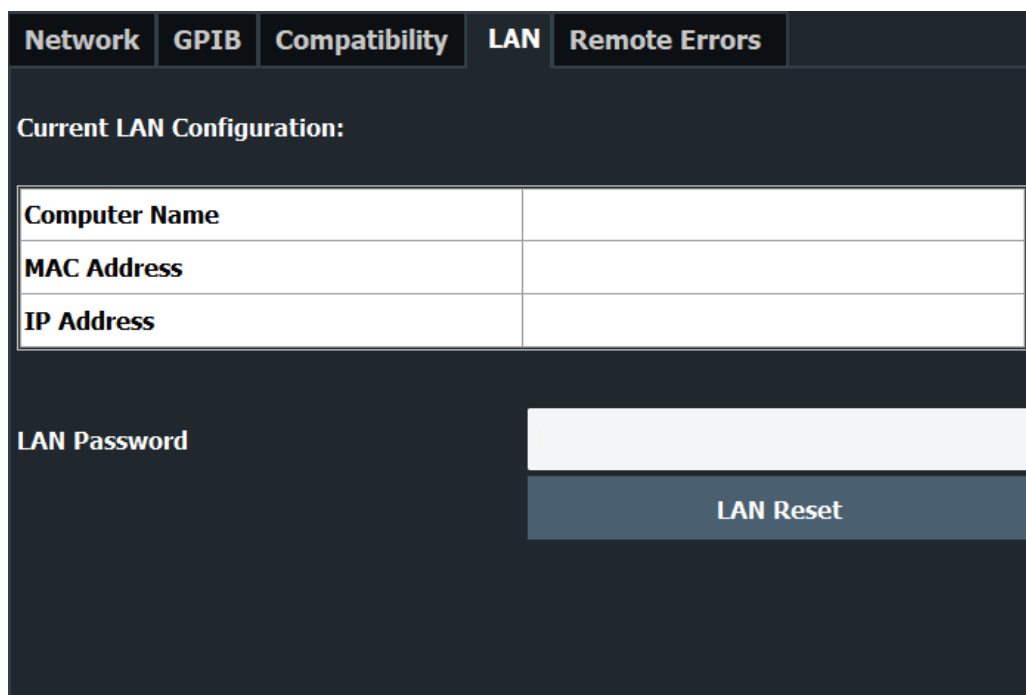 Network GPIB Compatibility LAN Remote Errors
Current LAN Configuration:
Computer Name
MAC Address
IP Address
LAN Password
LAN Reset